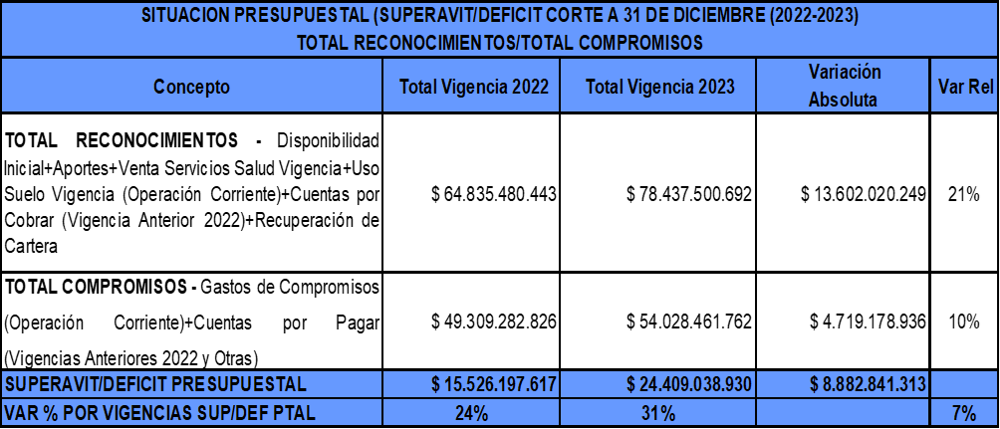 SITUACION PRESUPUESTAL (SUPERAVIT/DEFICIT CORTE A 31 DE DICIEMBRE (2022-2023)
TOTAL RECONOCIMIENTOS/TOTAL COMPROMISOS
Concepto Total Vigencia 2022 Total Vigencia 2023 Variación Absoluta Var Rel
TOTAL RECONOCIMIENTOS - Disponibilidad
Inicial+Aportes+Venta Servicios Salud Vigencia+Uso
Suelo Vigencia (Operación Corriente)+Cuentas por
Cobrar (Vigencia Anterior 2022)+Recuperación de
Cartera
$ 64.835.480.443 $ 78.437.500.692 $ 13.602.020.249 21%
TOTAL COMPROMISOS - Gastos de Compromisos
(Operación Corriente)+Cuentas por Pagar
(Vigencias Anteriores 2022 y Otras)
$ 49.309.282.826 $ 54.028.461.762 $ 4.719.178.936 10%
SUPERAVIT/DEFICIT PRESUPUESTAL $ 15.526.197.617 $ 24.409.038.930 $ 8.882.841.313
VAR % POR VIGENCIAS SUP/DEF PTAL 24% 31% 7%